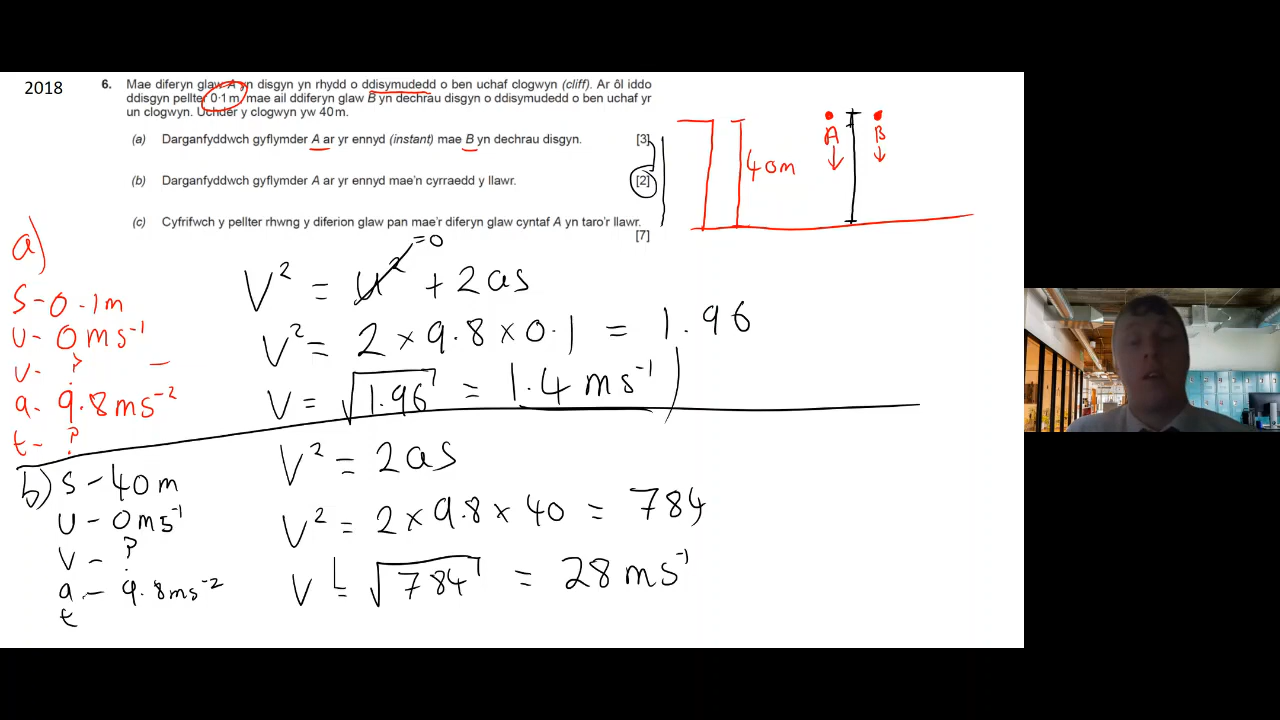 2018
6. Mae diferyn glaw A yn disgyn yn rhydd o ddisymudedd o ben uchaf clogwyn (cliff). Ar ôl iddo
ddisgyn pellter 0·1 m, mae ail ddiferyn glaw B yn dechrau disgyn o ddisymudedd o ben uchaf yr
un clogwyn. Uchder y clogwyn yw 40 m.
(a) Darganfyddwch gyflymder A ar yr ennyd (instant) mae B yn dechrau disgyn. [3]
(b) Darganfyddwch gyflymder A ar yr ennyd mae'n cyrraedd y llawr. [2]
(c) Cyfrifwch y pellter rhwng y diferion glaw pan mae'r diferyn glaw cyntaf A yn taro'r llawr.
[7]
40m
A B
a)
S - 0.1m
u - 0ms⁻¹
v - ?
a - 9.8ms⁻²
t - ?
V² = u² + 2as
=0
V² = 2 × 9.8 × 0.1 = 1.96
V = √1.96 = 1.4 ms⁻¹
b) S - 40m
u - 0ms⁻¹
v - ?
a - 9.8ms⁻²
t
V² = 2as
V² = 2 × 9.8 × 40 = 784
V = √784 = 28ms⁻¹